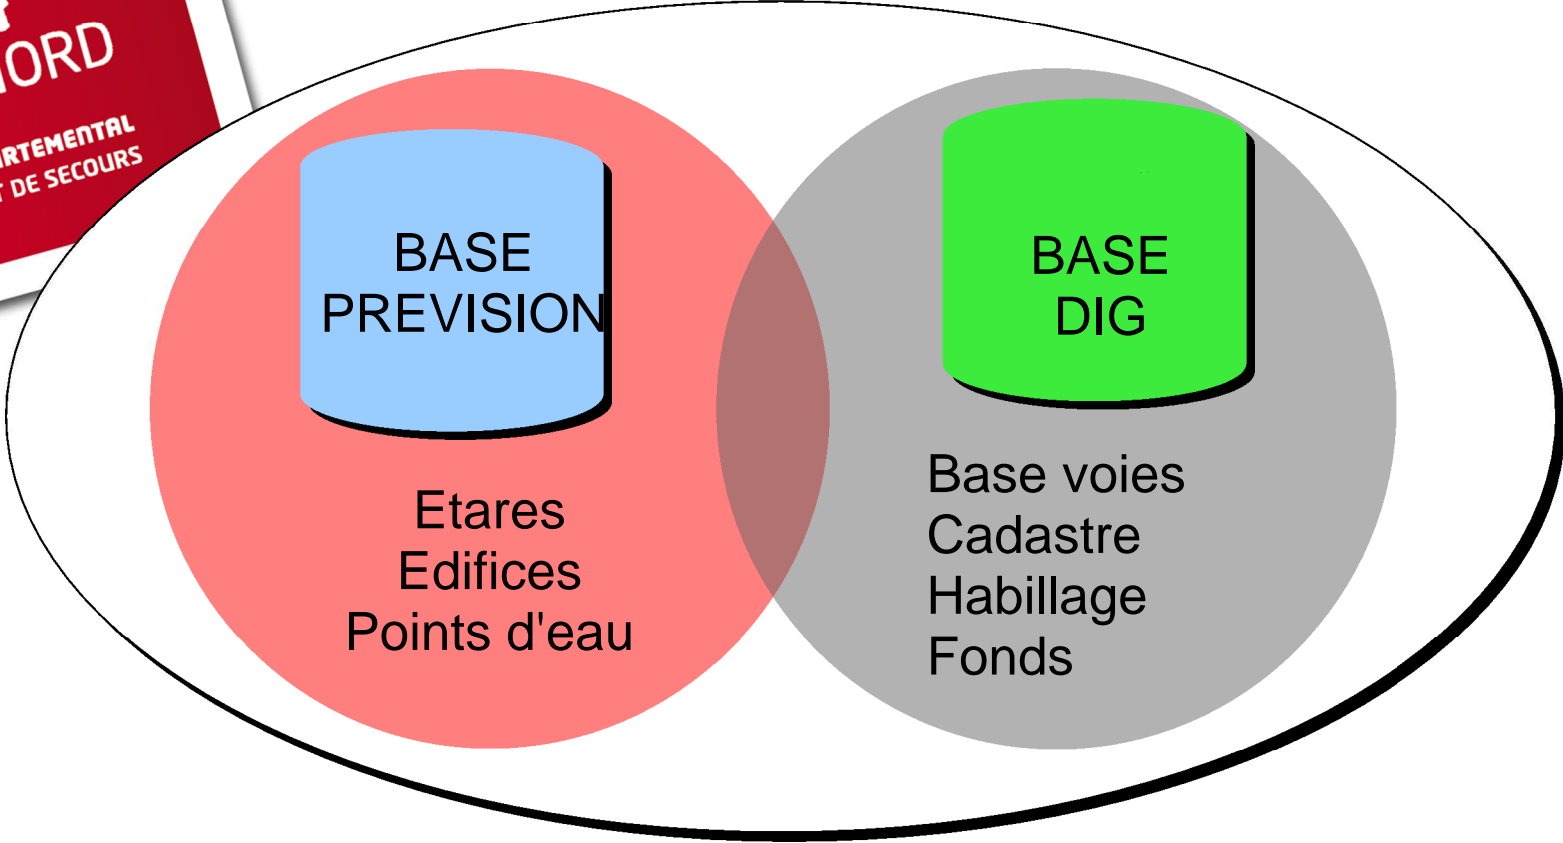 ORD
RTEMENTAL
T DE SECOURS
BASE
PREVISION
Etares
Edifices
Points d'eau
BASE
DIG
Base voies
Cadastre
Habillage
Fonds